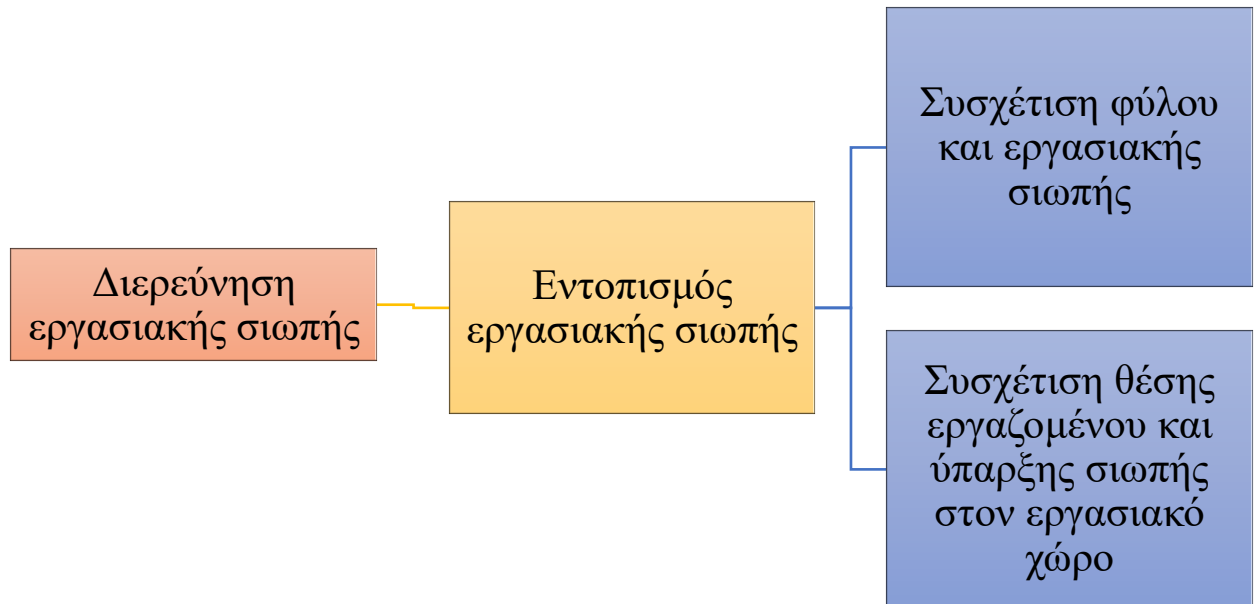 Διερεύνηση
εργασιακής σιωπής
Εντοπισμός
εργασιακής σιωπής
Συσχέτιση φύλου
και εργασιακής
σιωπής
Συσχέτιση θέσης
εργαζομένου και
ύπαρξης σιωπής
στον εργασιακό
χώρο